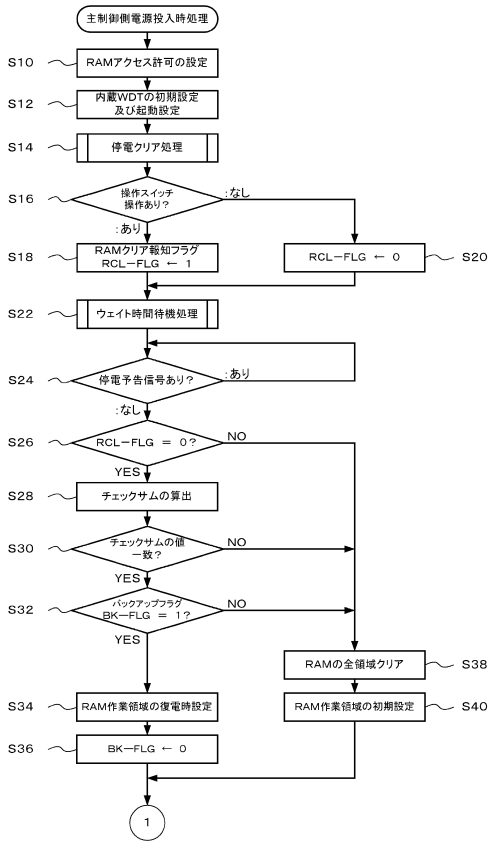 主制御側電源投入時処理
S10
RAMアクセス許可の設定
S12
内蔵WDTの初期設定
及び起動設定
S14
停電クリア処理
S16
操作スイッチ
操作あり?
:なし
:あり
S18
RAMクリア報知フラグ
RCL-FLG ← 1
RCL-FLG ← 0
S20
S22
ウェイト時間待機処理
S24
停電予告信号あり?
:あり
:なし
S26
RCL-FLG = 0?
NO
YES
S28
チェックサムの算出
S30
チェックサムの値
一致?
NO
YES
S32
バックアップフラグ
BK-FLG = 1?
NO
YES
RAMの全領域クリア
S38
S34
RAM作業領域の復電時設定
RAM作業領域の初期設定
S40
S36
BK-FLG ← 0
1